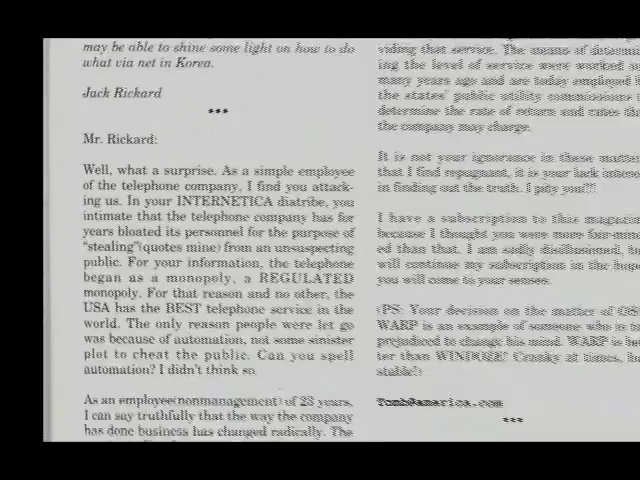 may be able to shine some light on how to do
what via net in Korea.
Jack Rickard
***
Mr. Rickard:
Well, what a surprise. As a simple employee
of the telephone company, I find you attack-
ing us. In your INTERNETICA diatribe, you
intimate that the telephone company has for
years bloated its personnel for the purpose of
"stealing"(quotes mine) from an unsuspecting
public. For your information, the telephone
began as a monopoly, a REGULATED
monopoly. For that reason and no other, the
USA has the BEST telephone service in the
world. The only reason people were let go
was because of automation, not some sinister
plot to cheat the public. Can you spell
automation? I didn't think so.
As an employee(nonmanagement) of 23 years,
I can say truthfully that the way the company
has done business has changed radically. The
viding that service. The means of determin
ing the level of service were worked
many years ago and are today employed
the states' public utility commissions
determine the rate of return and rates tha
the company may charge.
It is not your ignorance in these matter
that I find repugnant, it is your lack interes
in finding out the truth. I pity you!!!
I have a subscription to this magazin
because I thought you were more fair-mind
ed than that. I am sadly disillusioned, bu
will continue my subscription in the hope
you will come to your senses.
(PS: Your decision on the matter of OS/
WARP is an example of someone who is to
prejudiced to change his mind. WARP is bet
ter than WINDOZE! Cranky at times, bu
stable!)
Tomb@america.com
***